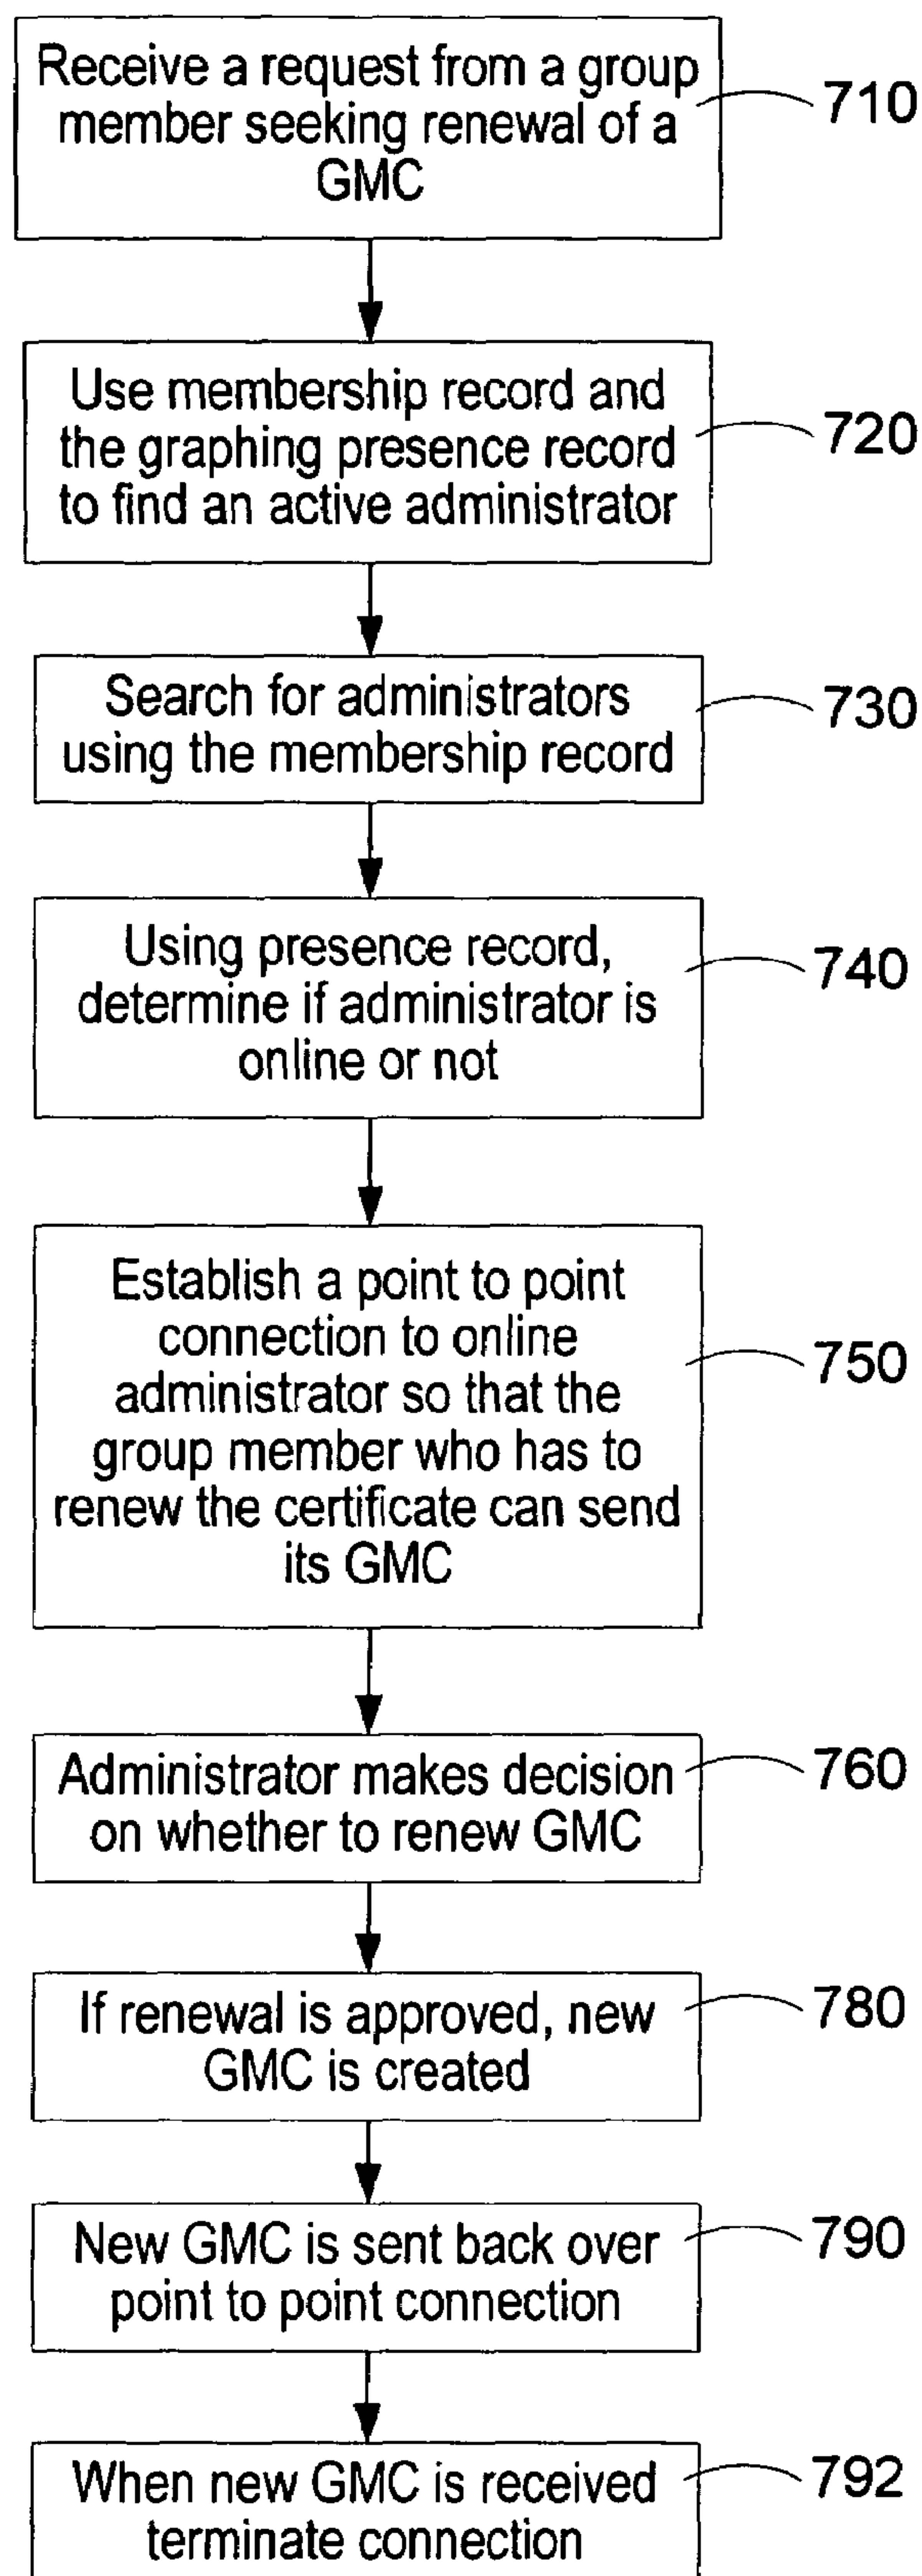 Receive a request from a group
member seeking renewal of a
GMC
710
Use membership record and
the graphing presence record
to find an active administrator
720
Search for administrators
using the membership record
730
Using presence record,
determine if administrator is
online or not
740
Establish a point to point
connection to online
administrator so that the
group member who has to
renew the certificate can send
its GMC
750
Administrator makes decision
on whether to renew GMC
760
If renewal is approved, new
GMC is created
780
New GMC is sent back over
point to point connection
790
When new GMC is received
terminate connection
792